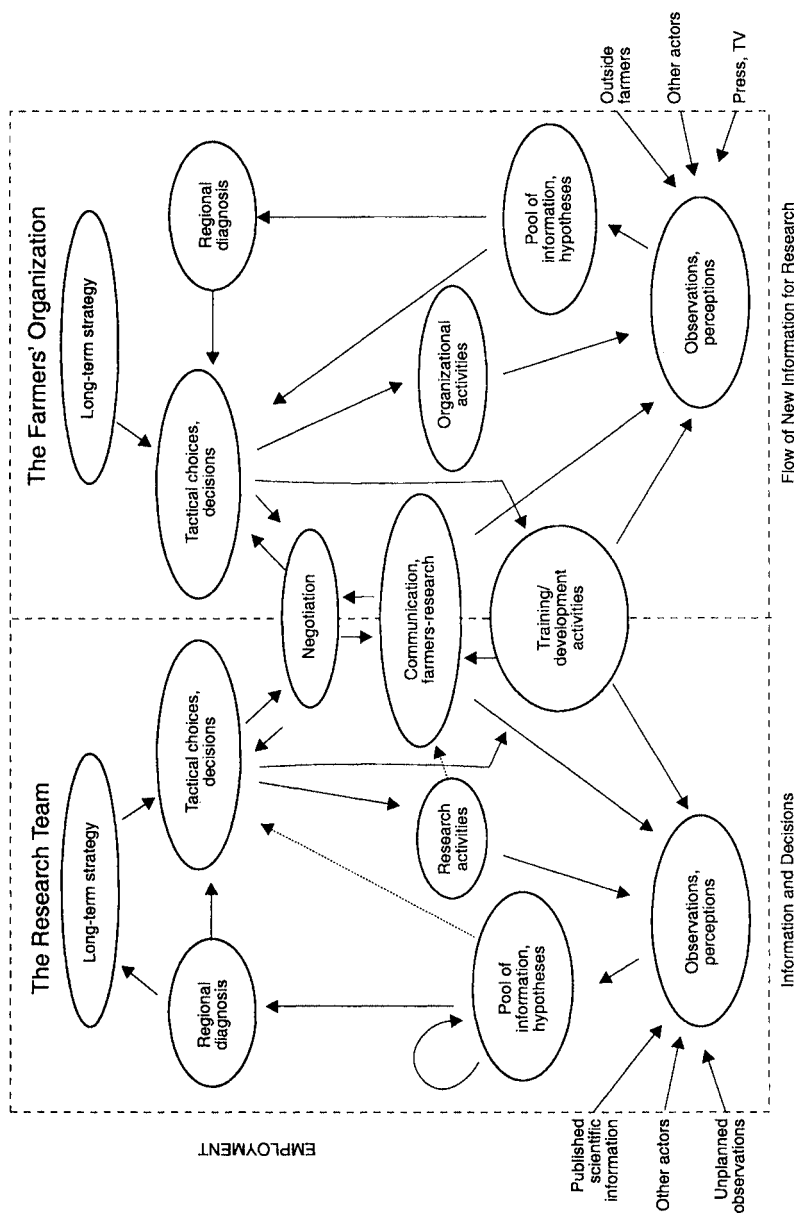 EMPLOYMENT
The Research Team
Long-term strategy
Regional
diagnosis
Tactical choices,
decisions
Negotiation
Research
activities
Communication,
farmers-research
Pool of
information,
hypotheses
Training/
development
activities
Observations,
perceptions
Published
scientific
information
Other actors
Unplanned
observations
The Farmers' Organization
Long-term strategy
Tactical choices,
decisions
Regional
diagnosis
Organizational
activities
Pool of
information,
hypotheses
Observations,
perceptions
Outside
farmers
Other actors
Press, TV
Information and Decisions
Flow of New Information for Research